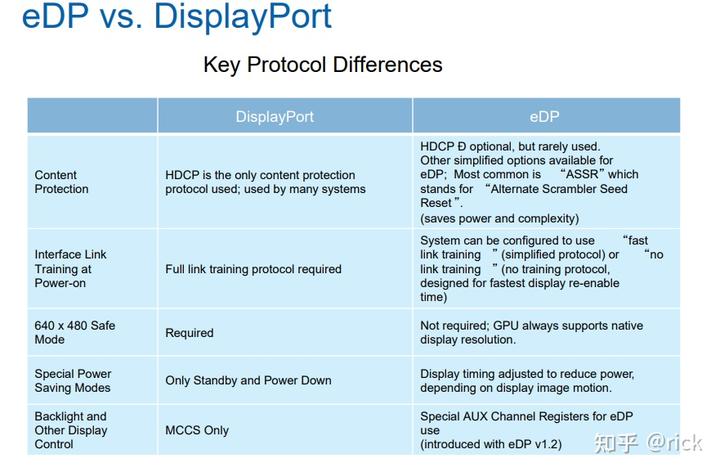 eDP vs. DisplayPort
Key Protocol Differences
DisplayPort
eDP
Content
Protection
HDCP is the only content protection
protocol used; used by many systems
HDCP Đ optional, but rarely used.
Other simplified options available for
eDP; Most common is “ASSR” which
stands for “Alternate Scrambler Seed
Reset ”.
(saves power and complexity)
Interface Link
Training at
Power-on
Full link training protocol required
System can be configured to use “fast
link training ” (simplified protocol) or “no
link training ” (no training protocol,
designed for fastest display re-enable
time)
640 x 480 Safe
Mode
Required
Not required; GPU always supports native
display resolution.
Special Power
Saving Modes
Only Standby and Power Down
Display timing adjusted to reduce power,
depending on display image motion.
Backlight and
Other Display
Control
MCCS Only
Special AUX Channel Registers for eDP
use
(introduced with eDP v1.2)
知乎 @rick